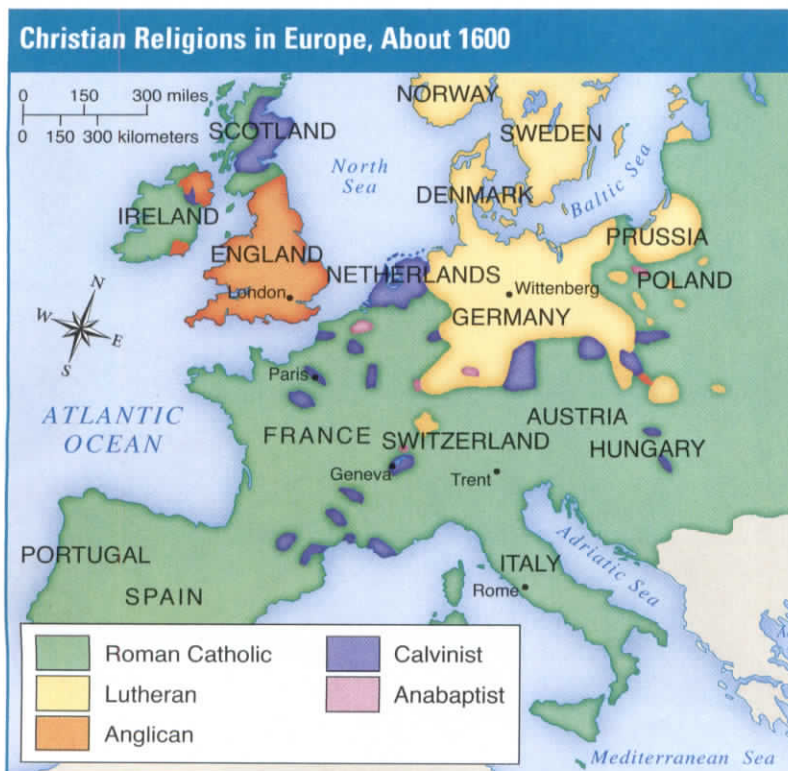 Christian Religions in Europe, About 1600
0 150 300 miles
0 150 300 kilometers
NORWAY
SCOTLAND
SWEDEN
North
Sea
Baltic Sea
DENMARK
IRELAND
PRUSSIA
ENGLAND
NETHERLANDS
POLAND
London
Wittenberg
GERMANY
N
W
E
S
Paris
ATLANTIC
OCEAN
AUSTRIA
FRANCE
SWITZERLAND
HUNGARY
Geneva
Trent
PORTUGAL
SPAIN
ITALY
Adriatic Sea
Rome
Roman Catholic
Calvinist
Lutheran
Anabaptist
Anglican
Mediterranean Sea